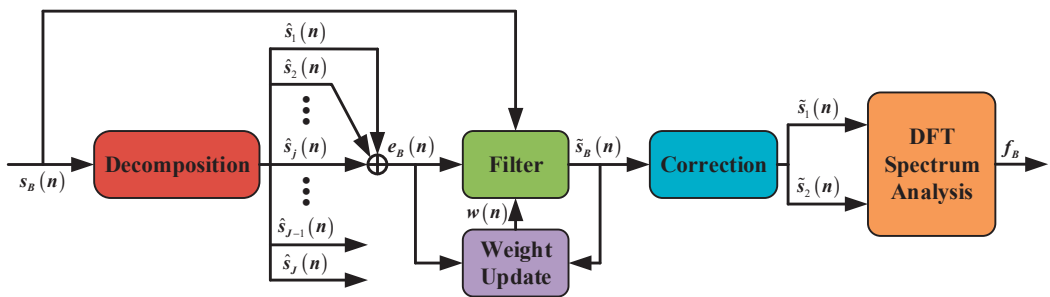 ŝ₁(n)
ŝ₂(n)
⋮
ŝⱼ(n)
⋮
ŝ_{J−1}(n)
ŝ_J(n)
s_B(n)
Decomposition
e_B(n)
Filter
w(n)
Weight
Update
s̃_B(n)
Correction
s̃₁(n)
s̃₂(n)
DFT
Spectrum
Analysis
f_B